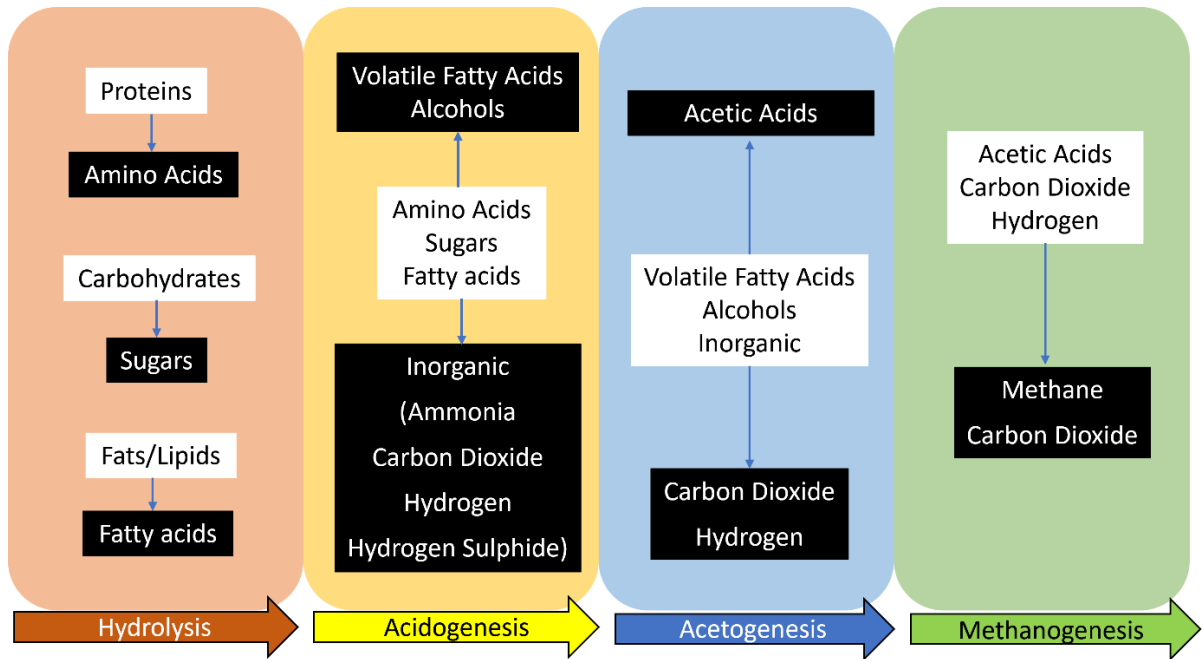 Proteins
Amino Acids
Carbohydrates
Sugars
Fats/Lipids
Fatty acids
Hydrolysis
Volatile Fatty Acids
Alcohols
Amino Acids
Sugars
Fatty acids
Inorganic
(Ammonia
Carbon Dioxide
Hydrogen
Hydrogen Sulphide)
Acidogenesis
Acetic Acids
Volatile Fatty Acids
Alcohols
Inorganic
Carbon Dioxide
Hydrogen
Acetogenesis
Acetic Acids
Carbon Dioxide
Hydrogen
Methane
Carbon Dioxide
Methanogenesis